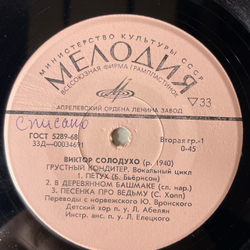 МИНИСТЕРСТВО КУЛЬТУРЫ СССР
МЕЛОДИЯ
ВСЕСОЮЗНАЯ ФИРМА ГРАМПЛАСТИНОК
АПРЕЛЕВСКИЙ ОРДЕНА ЛЕНИНА ЗАВОД
33
списано
ГОСТ 5289-68
33Д—00034691
Вторая гр.-1
0-45
ВИКТОР СОЛОДУХО (р. 1940)
ГРУСТНЫЙ КОНДИТЕР. Вокальный цикл
1. ПЕТУХ (Б. Бьёрнсон)
2. В ДЕРЕВЯННОМ БАШМАКЕ (сл. нар.)
3. ПЕСЕНКА ПРО ВЕДЬМУ (С. Хопп)
Переводы с норвежского Ю. Вронского
Детский хор п. у Л. Абелян
Инстр. анс. п. у Л. Елецкого